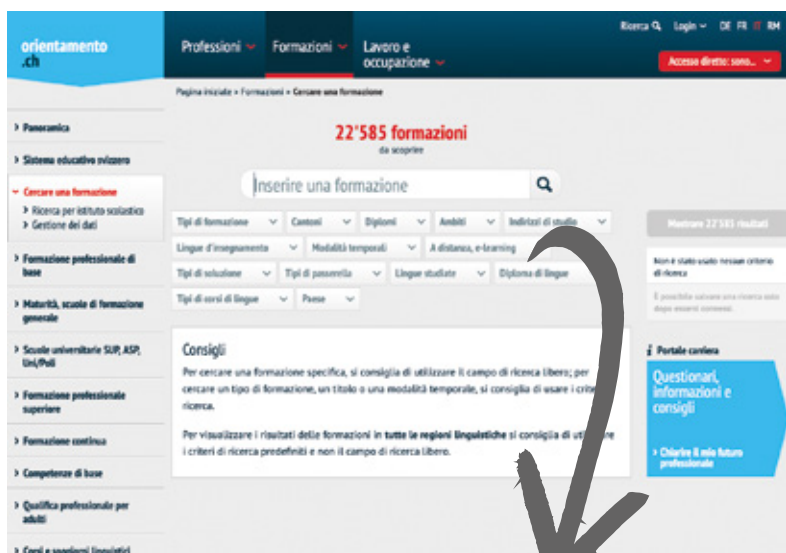 Ricerca Login DE FR IT RM
orientamento
.ch
Professioni Formazioni Lavoro e
occupazione
Accesso diretto: sono...
Pagina iniziale » Formazioni » Cercare una formazione
Panoramica
Sistema educativo svizzero
Cercare una formazione
Ricerca per istituto scolastico
Gestione dei dati
Formazione professionale di
base
Maturità, scuole di formazione
generale
Scuole universitarie SUP, ASP,
Uni/Poli
Formazione professionale
superiore
Formazione continua
Competenze di base
Qualifica professionale per
adulti
Corsi e soggiorni linguistici
22'585 formazioni
da scoprire
Inserire una formazione
Tipi di formazione Cantoni Diplomi Ambiti Indirizzi di studio
Lingue d'insegnamento Modalità temporali A distanza, e-learning
Tipi di soluzione Tipi di passerella Lingue studiate Diploma di lingue
Tipi di corsi di lingue Paese
Consigli
Per cercare una formazione specifica, si consiglia di utilizzare il campo di ricerca libero; per
cercare un tipo di formazione, un titolo o una modalità temporale, si consiglia di usare i
ricerca.
Per visualizzare i risultati delle formazioni in tutte le regioni linguistiche si consiglia di
i criteri di ricerca predefiniti e non il campo di ricerca libero.
Mostrare 22'585 risultati
Non è stato usato nessun criterio
di ricerca
È possibile salvare una ricerca solo
dopo essersi connessi.
Portale carriera
Questionari,
informazioni e
consigli
Chiarire il mio futuro
professionale